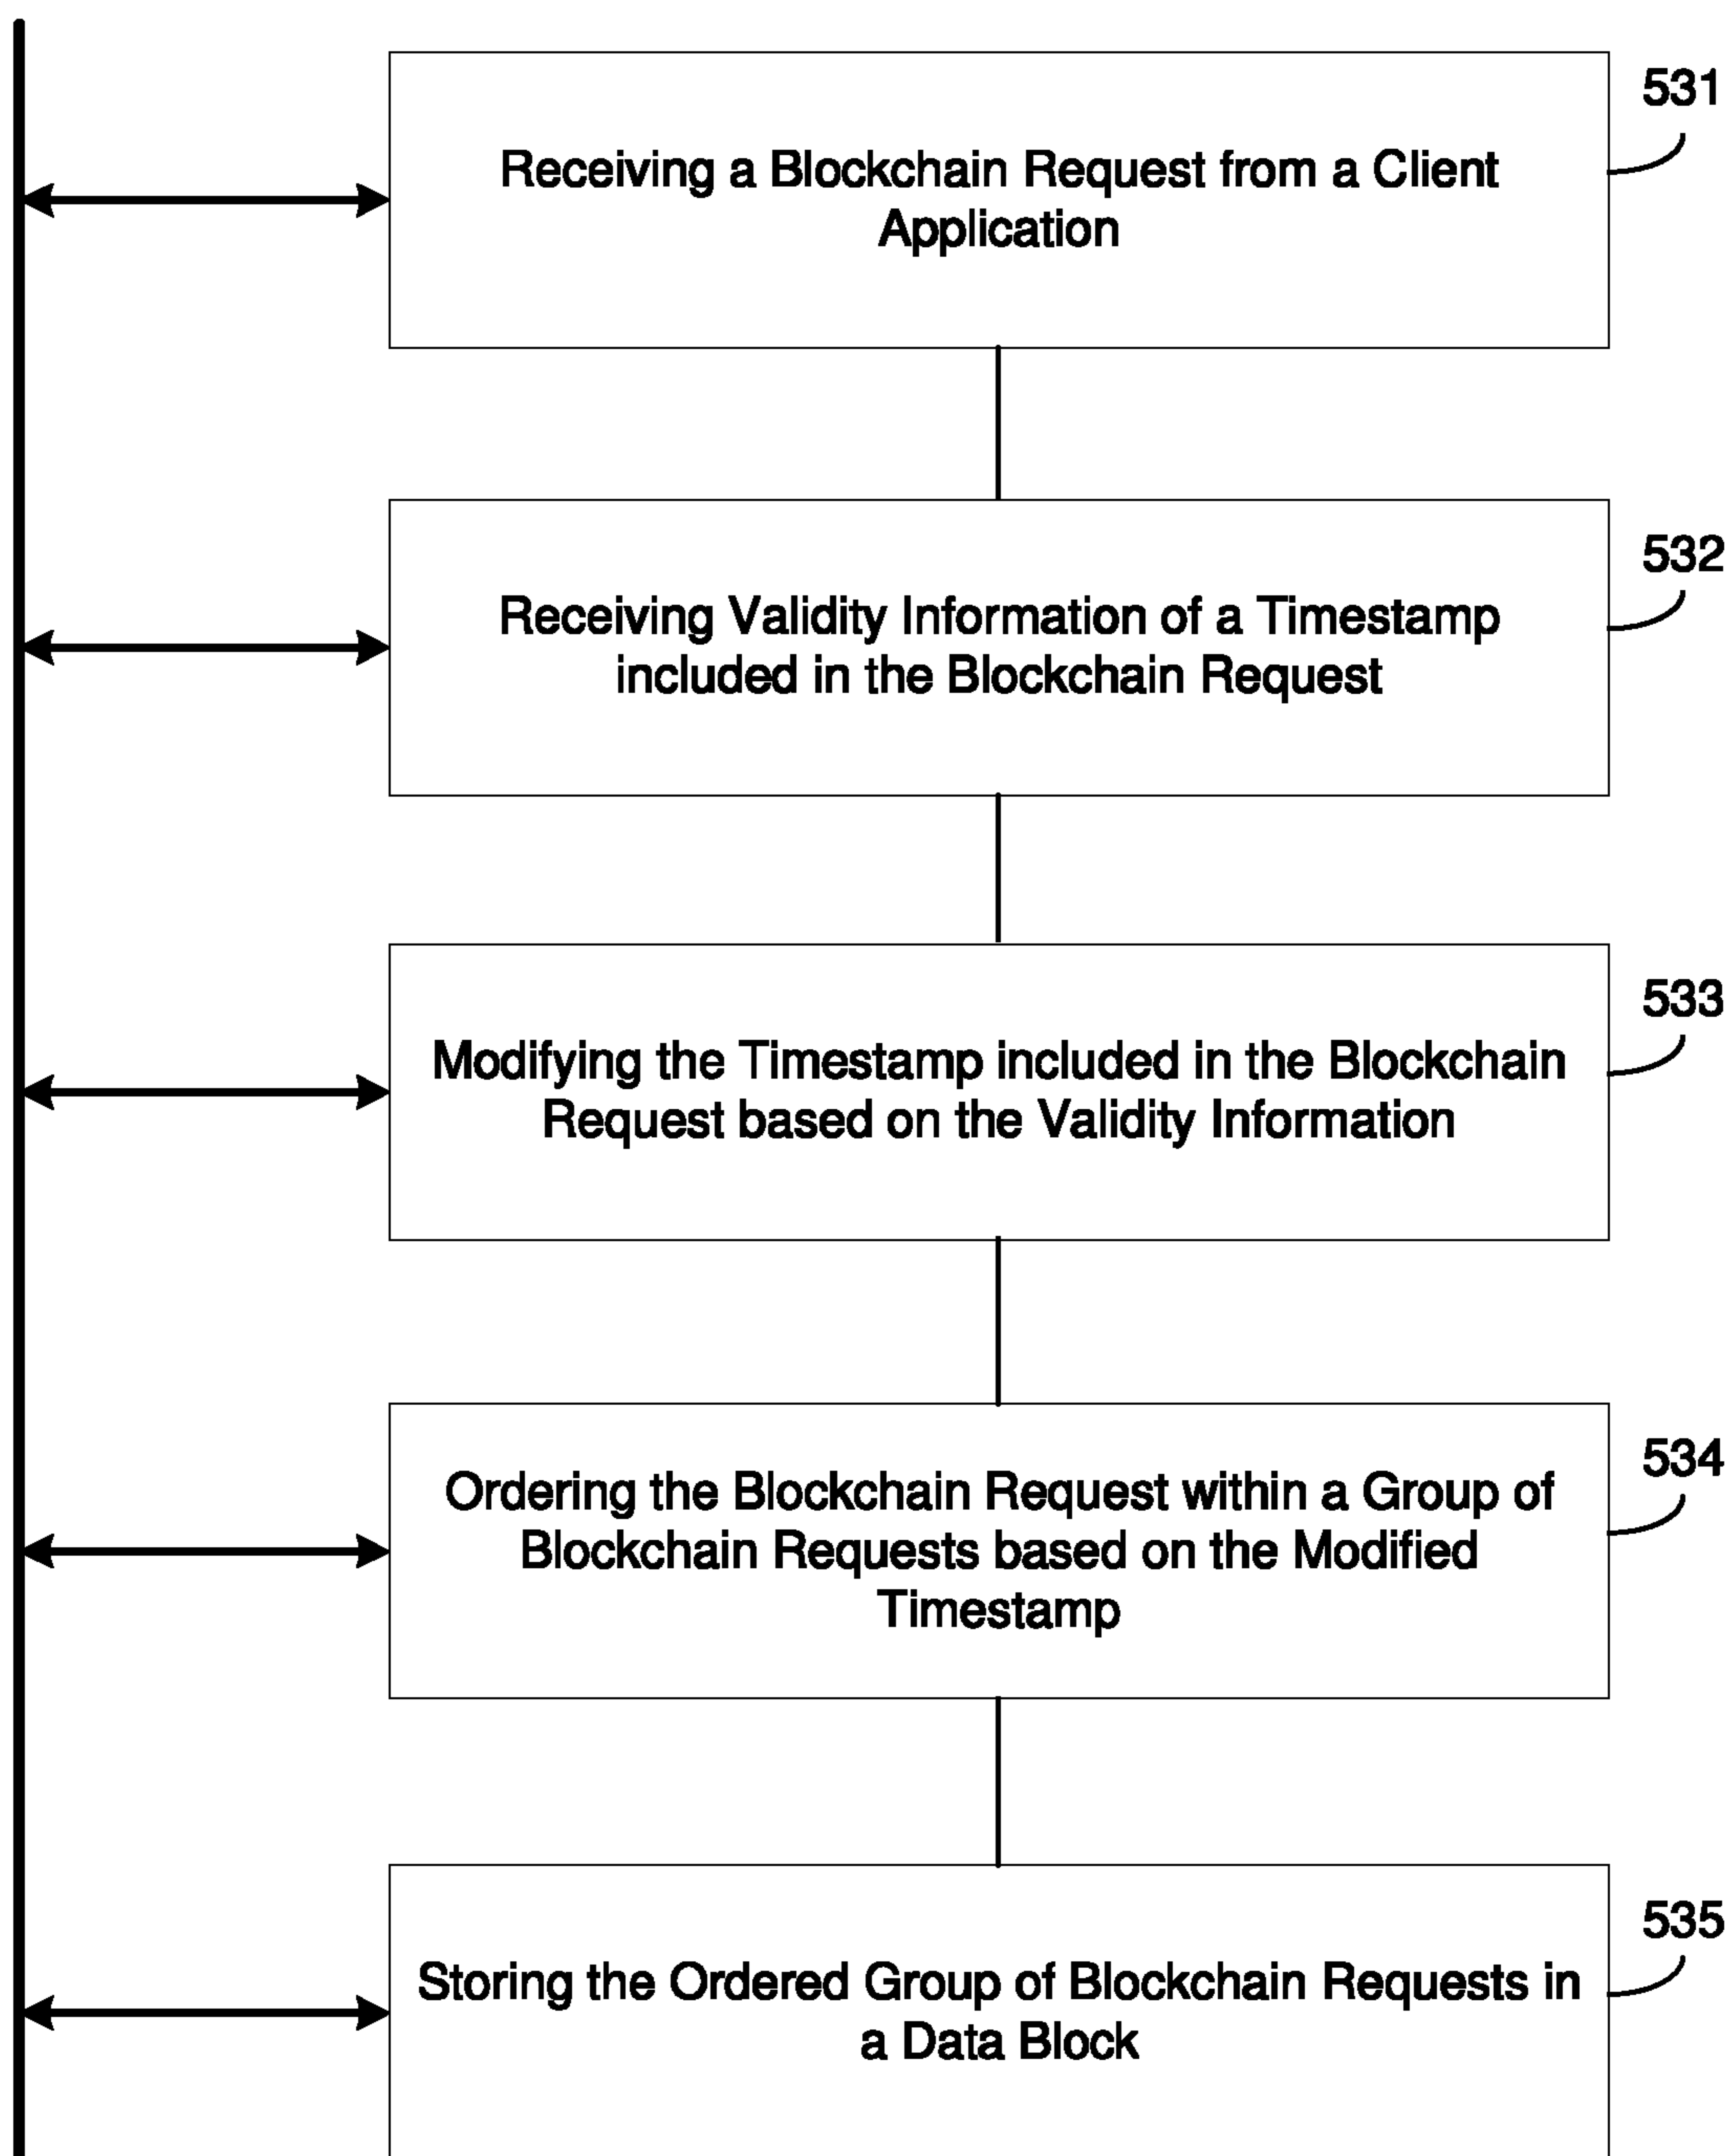 531
Receiving a Blockchain Request from a Client
Application
532
Receiving Validity Information of a Timestamp
included in the Blockchain Request
533
Modifying the Timestamp included in the Blockchain
Request based on the Validity Information
534
Ordering the Blockchain Request within a Group of
Blockchain Requests based on the Modified
Timestamp
535
Storing the Ordered Group of Blockchain Requests in
a Data Block